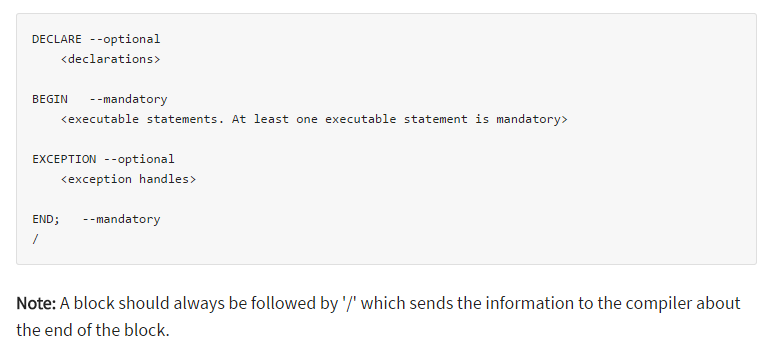 DECLARE --optional
    <declarations>
BEGIN   --mandatory
    <executable statements. At least one executable statement is mandatory>
EXCEPTION --optional
    <exception handles>
END;   --mandatory
/
Note: A block should always be followed by '/' which sends the information to the compiler about
the end of the block.